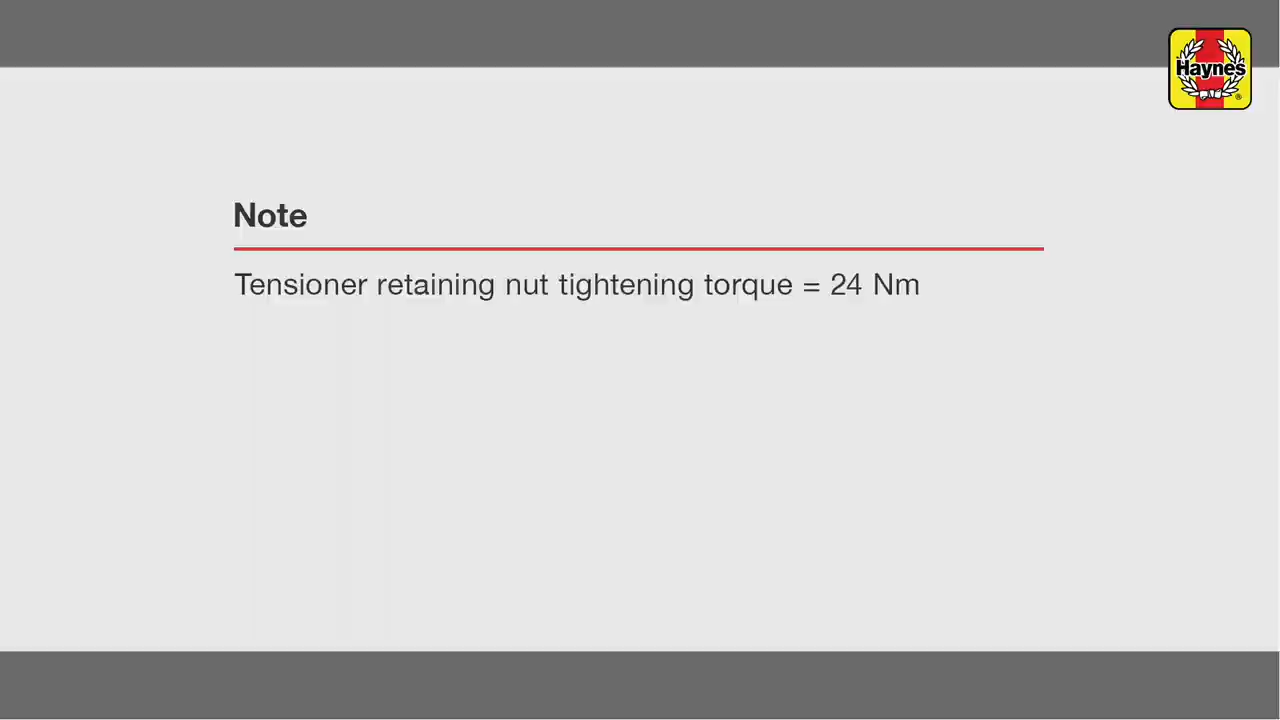 Haynes
Note
Tensioner retaining nut tightening torque = 24 Nm